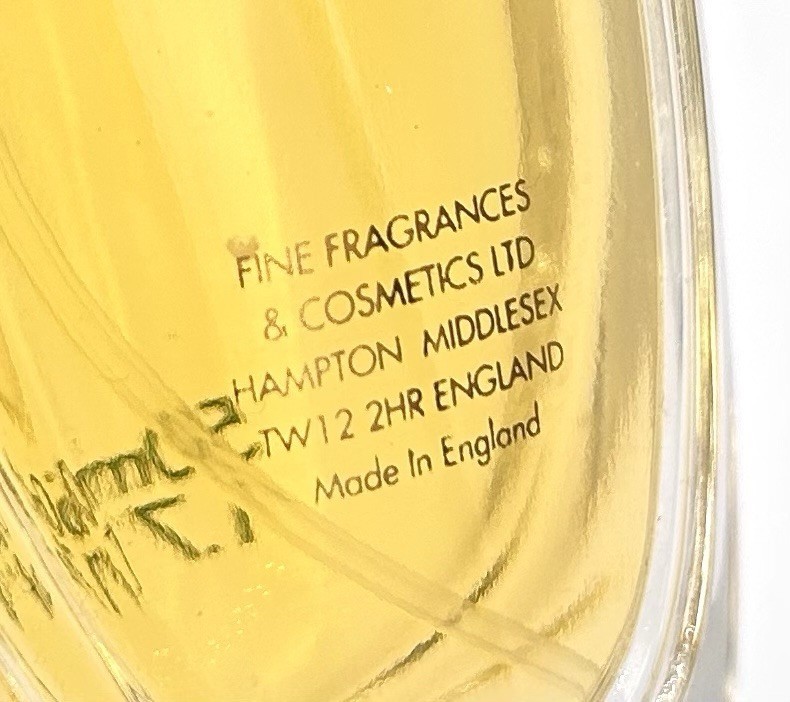 FINE FRAGRANCES
& COSMETICS LTD
HAMPTON MIDDLESEX
TW12 2HR ENGLAND
Made In England